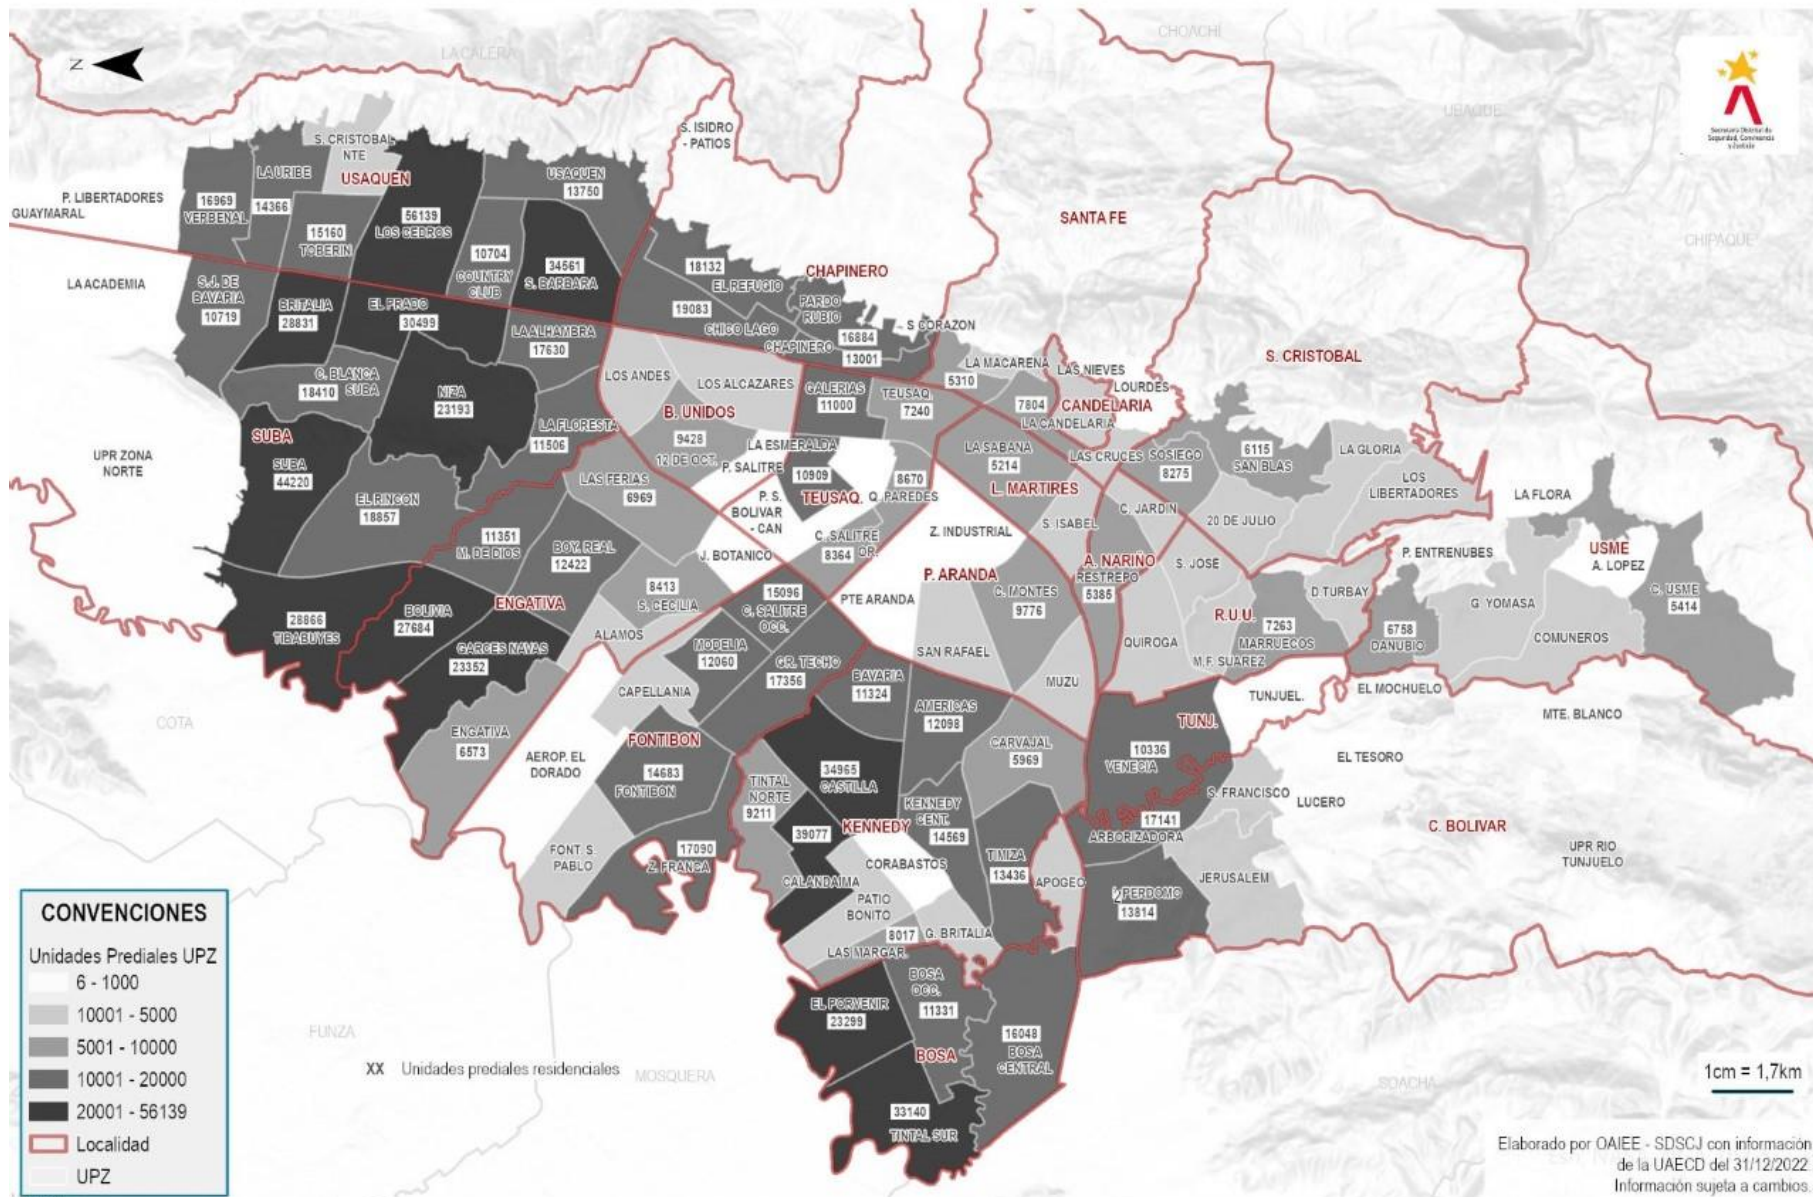 LA CALERA
CHOACHÍ
N
UBAQUE
Secretaría Distrital de
Seguridad, Convivencia
y Justicia
S. ISIDRO
- PATIOS
S. CRISTOBAL
NTE
LA URIBE
USAQUEN
USAQUEN
13750
P. LIBERTADORES
GUAYMARAL
16969
VERBENAL
14366
56139
LOS CEDROS
15160
TOBERIN
10704
COUNTRY
CLUB
34561
S. BARBARA
SANTA FE
CHIPAQUE
LA ACADEMIA
S.J. DE
BAVARIA
10719
BRITALIA
28831
EL PRADO
30499
LA ALHAMBRA
17630
18132
EL REFUGIO
CHAPINERO
PARDO
RUBIO
19083
CHICO LAGO
CHAPINERO
16884
13001
S CORAZON
S. CRISTOBAL
LA MACARENA
5310
LAS NIEVES
LOURDES
7804
CANDELARIA
LA CANDELARIA
C. BLANCA
SUBA
18410
NIZA
23193
LOS ANDES
LOS ALCAZARES
GALERIAS
11000
TEUSAQ.
7240
B. UNIDOS
LA FLORESTA
11506
SUBA
SUBA
44220
UPR ZONA
NORTE
9428
12 DE OCT.
LA ESMERALDA
P. SALITRE
10909
TEUSAQ.
8670
Q. PAREDES
LA SABANA
5214
L. MARTIRES
LAS CRUCES
SOSIEGO
8275
6115
SAN BLAS
LA GLORIA
LOS
LIBERTADORES
LA FLORA
EL RINCON
18857
LAS FERIAS
6969
P. S.
BOLIVAR
- CAN
C. SALITRE
OR.
8364
Z. INDUSTRIAL
S. ISABEL
C. JARDIN
20 DE JULIO
11351
M. DE DIOS
BOY. REAL
12422
J. BOTANICO
P. ARANDA
A. NARIÑO
RESTREPO
5385
S. JOSE
P. ENTRENUBES
USME
A. LOPEZ
8413
S. CECILIA
15096
C. SALITRE
OCC.
PTE ARANDA
C. MONTES
9776
D TURBAY
G. YOMASA
C. USME
5414
28866
TIBABUYES
BOLIVIA
27684
ENGATIVA
GARCES NAVAS
23352
ALAMOS
MODELIA
12060
GR. TECHO
17356
SAN RAFAEL
QUIROGA
R.U.U.
7263
MARRUECOS
M.F. SUAREZ
6758
DANUBIO
COMUNEROS
MUZU
BAVARIA
11324
CAPELLANIA
AMERICAS
12098
TUNJUEL.
EL MOCHUELO
MTE. BLANCO
COTA
ENGATIVA
6573
FONTIBON
AEROP. EL
DORADO
14683
FONTIBON
TINTAL
NORTE
9211
34965
CASTILLA
CARVAJAL
5969
TUNJ.
10336
VENECIA
EL TESORO
S. FRANCISCO
LUCERO
39077
KENNEDY
KENNEDY
CENT.
14569
17141
ARBORIZADORA
C. BOLIVAR
UPR RIO
TUNJUELO
FONT. S.
PABLO
17090
Z. FRANCA
CALANDAIMA
CORABASTOS
TIMIZA
13436
APOGEO
PERDOMO
13814
JERUSALEM
PATIO
BONITO
8017
G. BRITALIA
LAS MARGAR.
EL PORVENIR
23299
BOSA
OCC.
11331
BOSA
16048
BOSA
CENTRAL
33140
TINTAL SUR
FUNZA
MOSQUERA
SOACHA
CONVENCIONES
Unidades Prediales UPZ
6 - 1000
10001 - 5000
5001 - 10000
10001 - 20000
20001 - 56139
Localidad
UPZ
XX Unidades prediales residenciales
1cm = 1,7km
Elaborado por OAIEE - SDSCJ con información
de la UAECD del 31/12/2022.
Información sujeta a cambios.